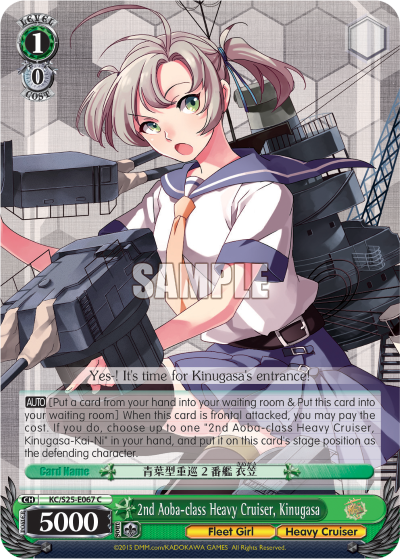 LEVEL
1
0
COST
SAMPLE
Yes-! It's time for Kinugasa's entrance!
AUTO [Put a card from your hand into your waiting room & Put this card into
your waiting room] When this card is frontal attacked, you may pay the
cost. If you do, choose up to one "2nd Aoba-class Heavy Cruiser,
Kinugasa-Kai-Ni" in your hand, and put it on this card's stage position as
the defending character.
Card Name
青葉型重巡2番艦 衣笠
CH
KC/S25-E067 C
2nd Aoba-class Heavy Cruiser, Kinugasa
5000
Fleet Girl
Heavy Cruiser
©2015 DMM.com/KADOKAWA GAMES All Rights Reserved.